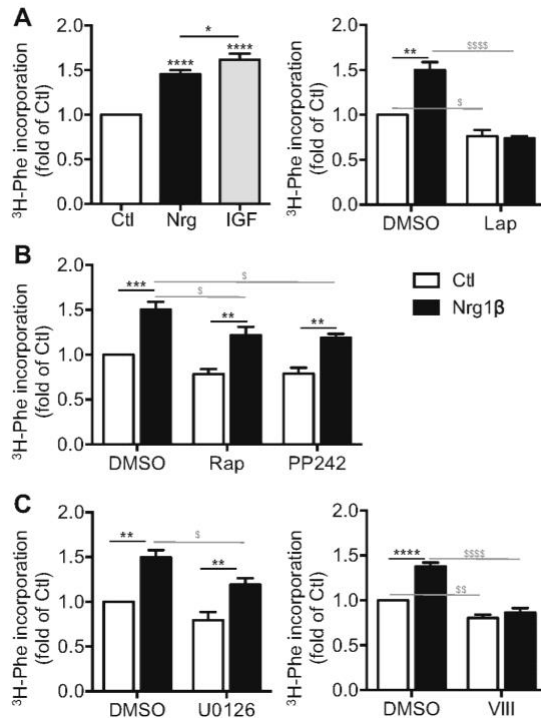 A
³H-Phe incorporation
(fold of Ctl)
2.0
1.5
1.0
0.5
0.0
****
*
****
Ctl Nrg IGF
³H-Phe incorporation
(fold of Ctl)
2.0
1.5
1.0
0.5
0.0
** $$$$
$
DMSO Lap
B
³H-Phe incorporation
(fold of Ctl)
2.0
1.5
1.0
0.5
0.0
$
*** $
** **
DMSO Rap PP242
Ctl
Nrg1β
C
³H-Phe incorporation
(fold of Ctl)
2.0
1.5
1.0
0.5
0.0
** $
**
DMSO U0126
³H-Phe incorporation
(fold of Ctl)
2.0
1.5
1.0
0.5
0.0
**** $$$$
$$
DMSO VIII